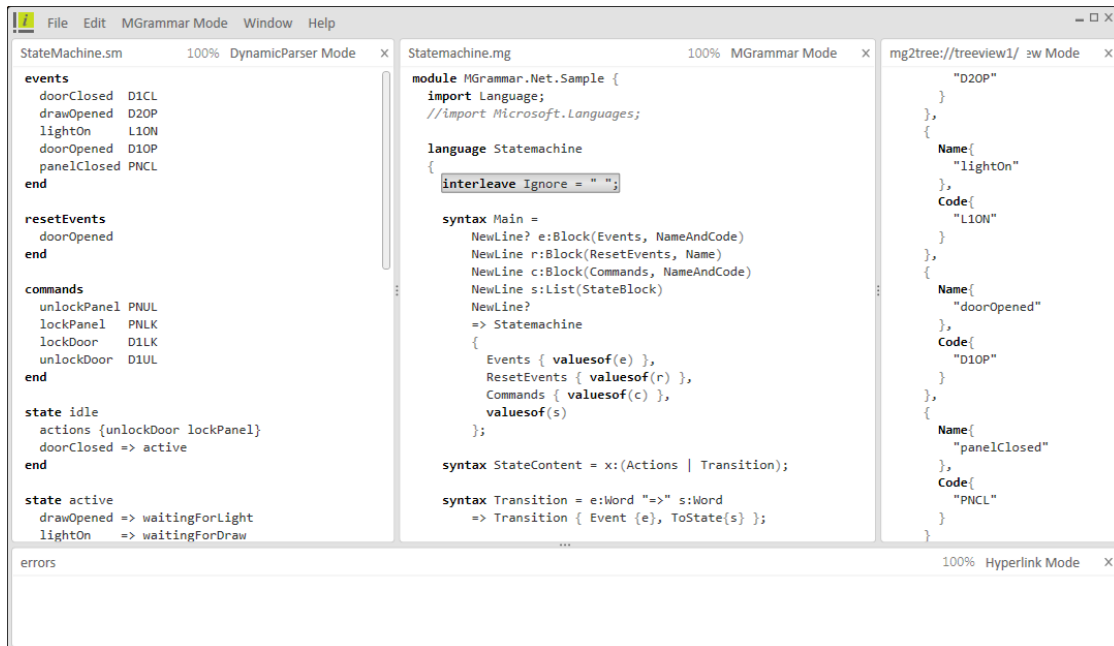 i File Edit MGrammar Mode Window Help
StateMachine.sm 100% DynamicParser Mode X
events
doorClosed D1CL
drawOpened D2OP
lightOn L1ON
doorOpened D1OP
panelClosed PNCL
end
resetEvents
doorOpened
end
commands
unlockPanel PNUL
lockPanel PNLK
lockDoor D1LK
unlockDoor D1UL
end
state idle
actions {unlockDoor lockPanel}
doorClosed => active
end
state active
drawOpened => waitingForLight
lightOn => waitingForDraw
Statemachine.mg 100% MGrammar Mode X
module MGrammar.Net.Sample {
import Language;
//import Microsoft.Languages;
language Statemachine
{
interleave Ignore = " ";
syntax Main =
NewLine? e:Block(Events, NameAndCode)
NewLine r:Block(ResetEvents, Name)
NewLine c:Block(Commands, NameAndCode)
NewLine s:List(StateBlock)
NewLine?
=> Statemachine
{
Events { valuesof(e) },
ResetEvents { valuesof(r) },
Commands { valuesof(c) },
valuesof(s)
};
syntax StateContent = x:(Actions | Transition);
syntax Transition = e:Word "=>" s:Word
=> Transition { Event {e}, ToState{s} };
mg2tree://treeview1/ ew Mode X
"D2OP"
}
},
{
Name{
"lightOn"
},
Code{
"L1ON"
}
},
{
Name{
"doorOpened"
},
Code{
"D1OP"
}
},
{
Name{
"panelClosed"
},
Code{
"PNCL"
}
}
errors 100% Hyperlink Mode X